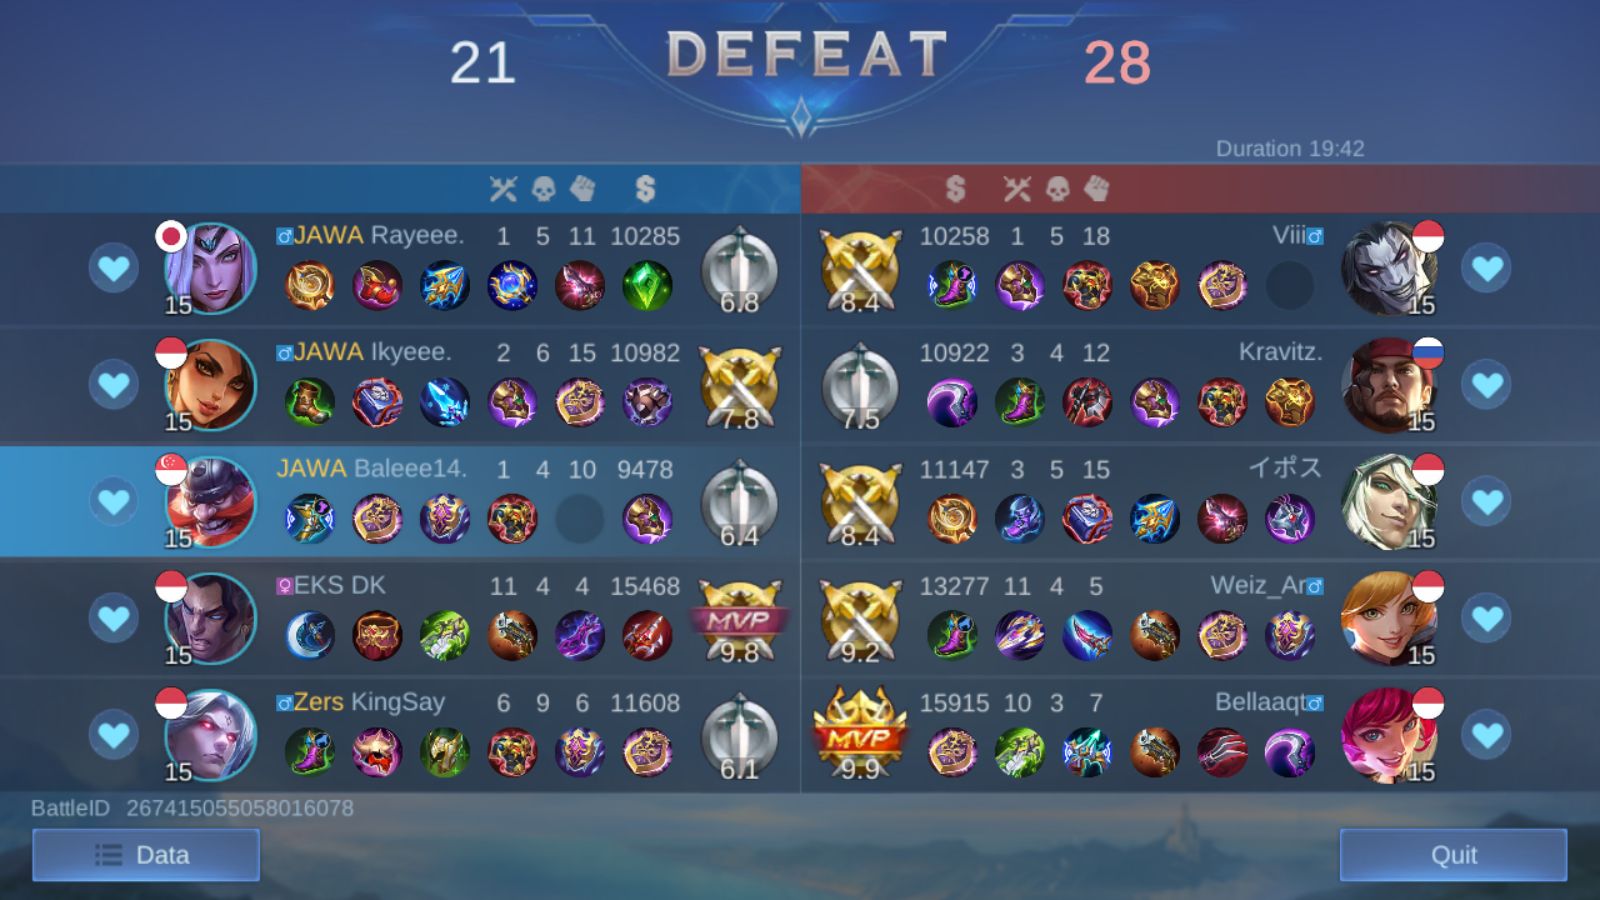 21 DEFEAT 28
Duration 19:42
JAWA Rayeee. 1 5 11 10285 6.8 15
8.4 10258 1 5 18 Viii 15
JAWA Ikyeee. 2 6 15 10982 7.8 15
7.5 10922 3 4 12 Kravitz. 15
JAWA Baleee14. 1 4 10 9478 6.4 15
8.4 11147 3 5 15 イポス 15
EKS DK 11 4 4 15468 MVP 9.8 15
9.2 13277 11 4 5 Weiz_Ar 15
Zers KingSay 6 9 6 11608 6.1 15
MVP 9.9 15915 10 3 7 Bellaaqt 15
BattleID 267415055058016078
Data
Quit